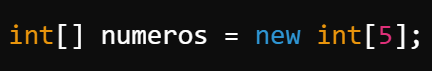 int[] numeros = new int[5];